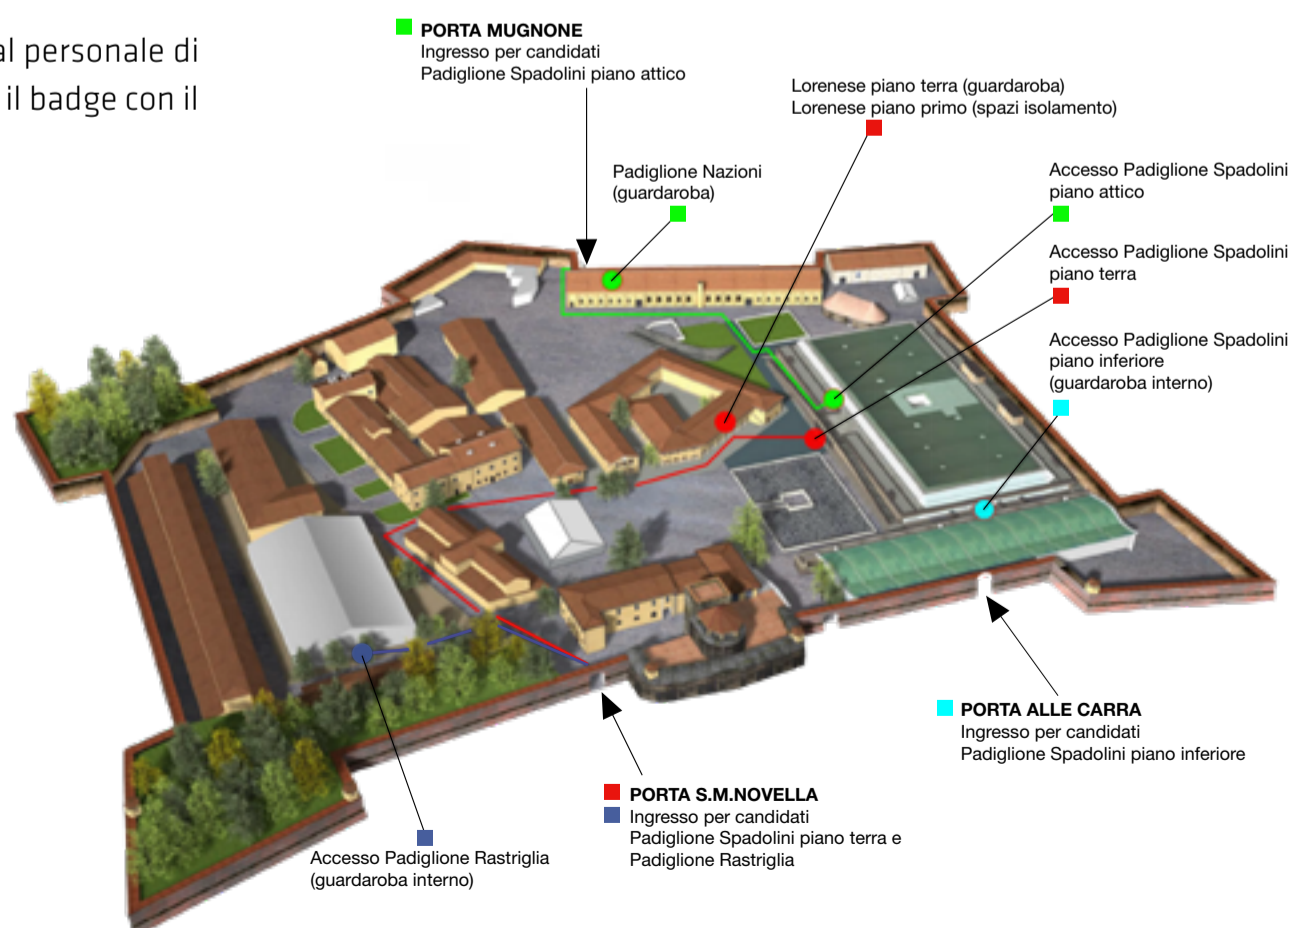 al personale di
il badge con il
PORTA MUGNONE
Ingresso per candidati
Padiglione Spadolini piano attico
Lorenese piano terra (guardaroba)
Lorenese piano primo (spazi isolamento)
Padiglione Nazioni
(guardaroba)
Accesso Padiglione Spadolini
piano attico
Accesso Padiglione Spadolini
piano terra
Accesso Padiglione Spadolini
piano inferiore
(guardaroba interno)
PORTA ALLE CARRA
Ingresso per candidati
Padiglione Spadolini piano inferiore
PORTA S.M.NOVELLA
Ingresso per candidati
Padiglione Spadolini piano terra e
Padiglione Rastriglia
Accesso Padiglione Rastriglia
(guardaroba interno)